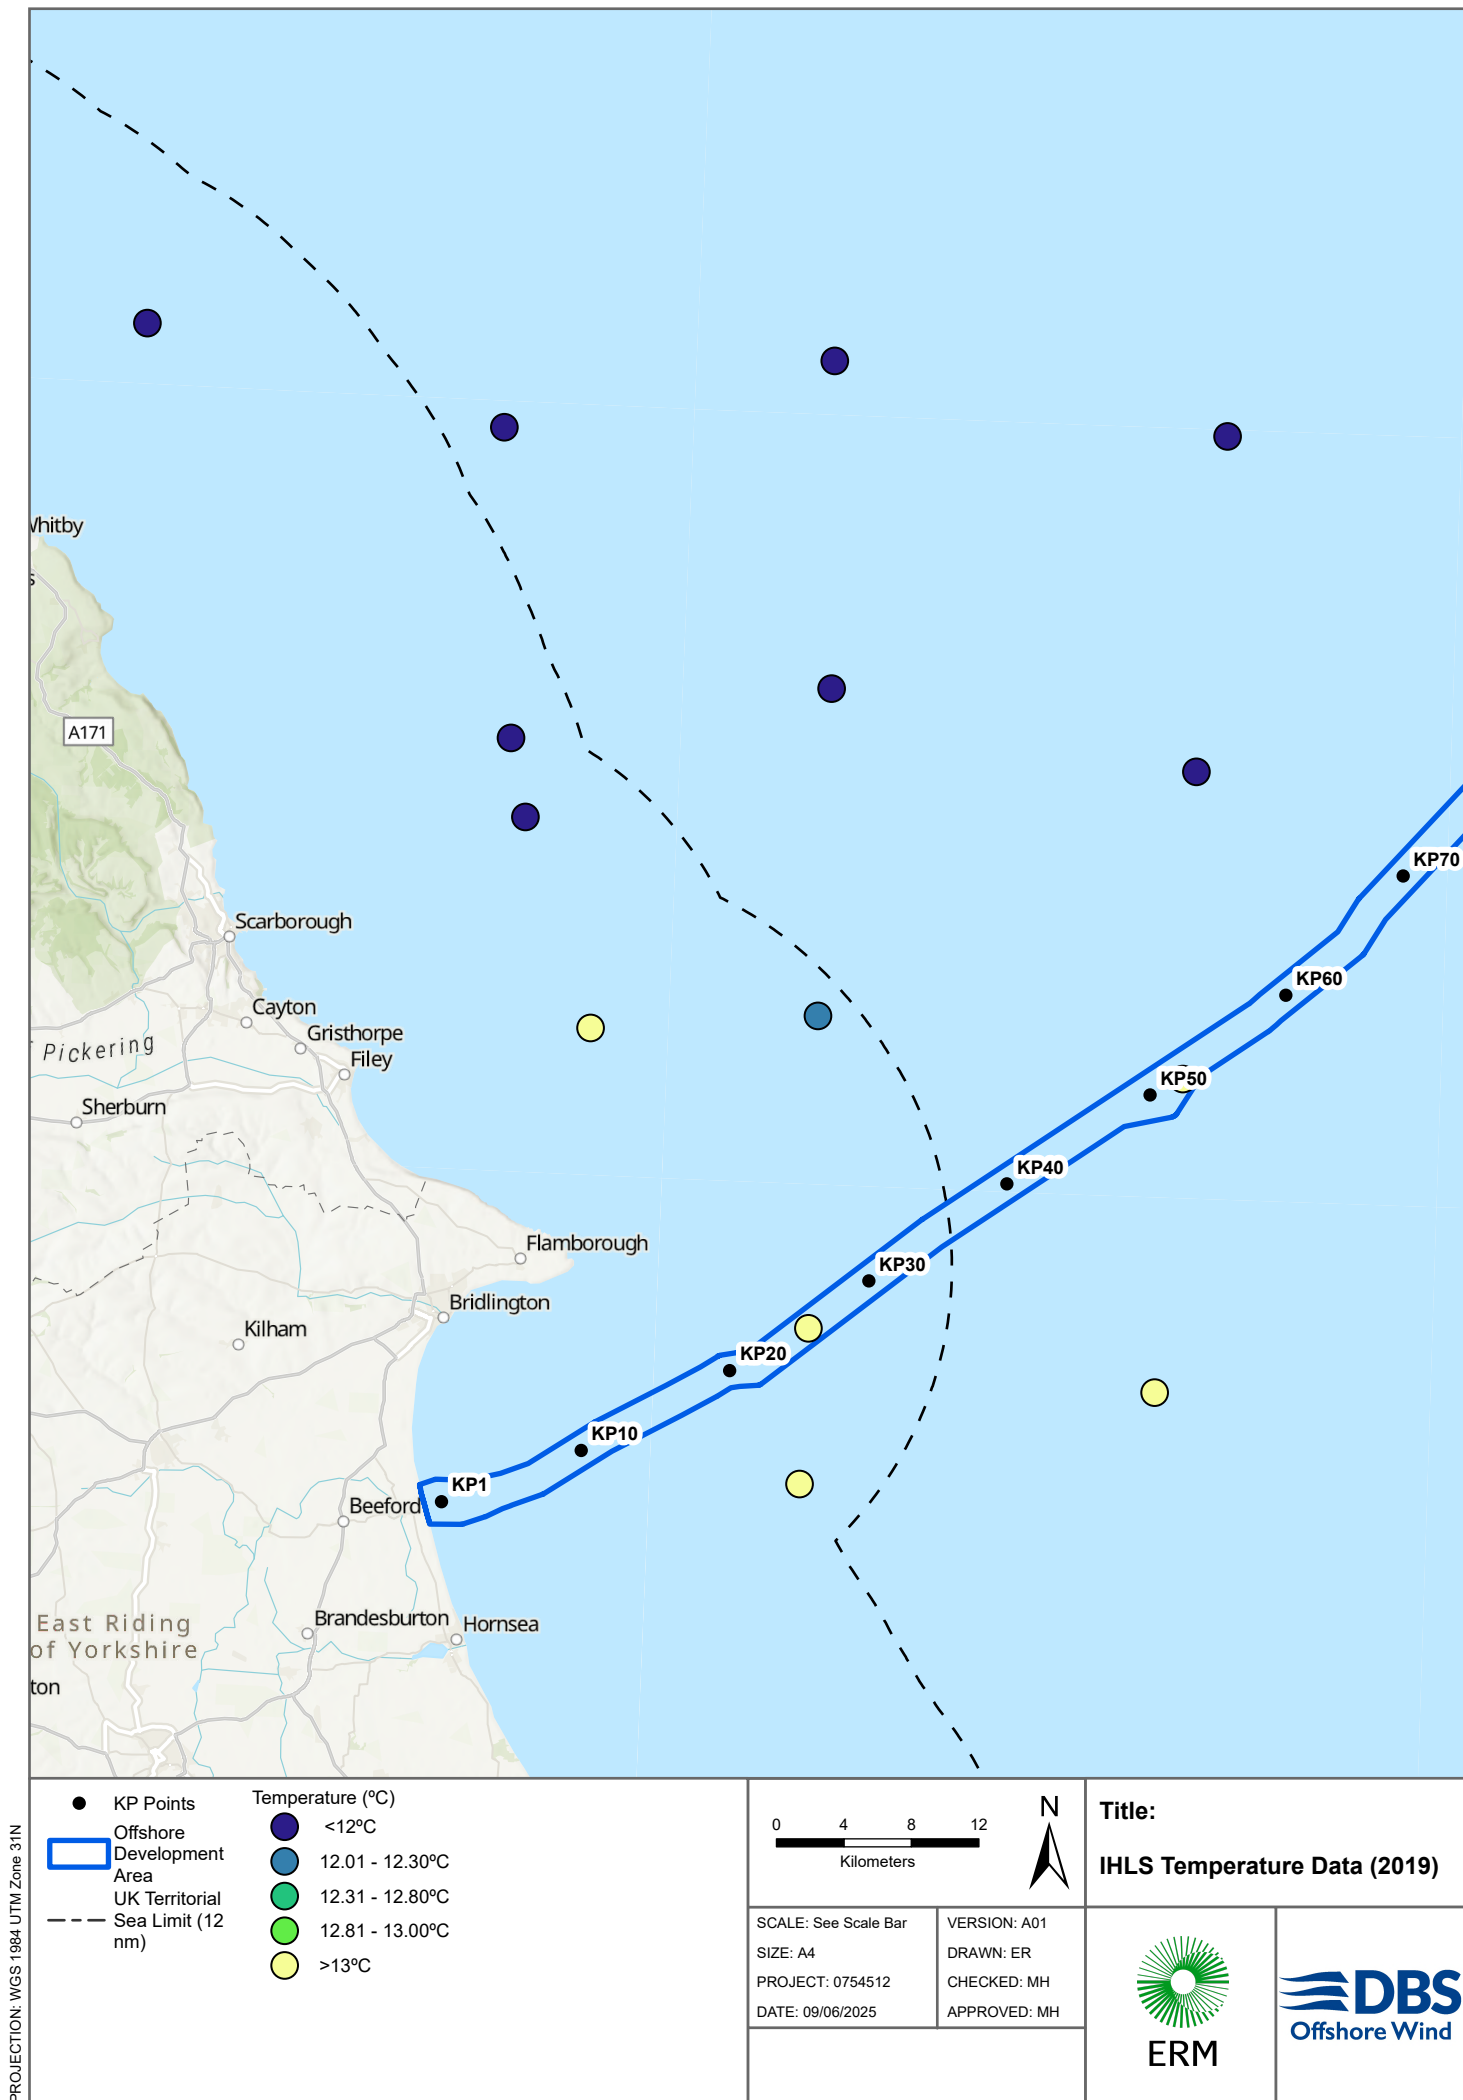 Whitby
s
A171
Scarborough
Cayton
Gristhorpe
Filey
Pickering
Sherburn
Flamborough
Bridlington
Kilham
Beeford
Brandesburton
Hornsea
East Riding
of Yorkshire
ton
KP70
KP60
KP50
KP40
KP30
KP20
KP10
KP1
PROJECTION: WGS 1984 UTM Zone 31N
KP Points
Offshore
Development
Area
UK Territorial
Sea Limit (12
nm)
Temperature (ºC)
<12ºC
12.01 - 12.30ºC
12.31 - 12.80ºC
12.81 - 13.00ºC
>13ºC
0 4 8 12
Kilometers
N
SCALE: See Scale Bar
SIZE: A4
PROJECT: 0754512
DATE: 09/06/2025
VERSION: A01
DRAWN: ER
CHECKED: MH
APPROVED: MH
Title:
IHLS Temperature Data (2019)
ERM
DBS
Offshore Wind